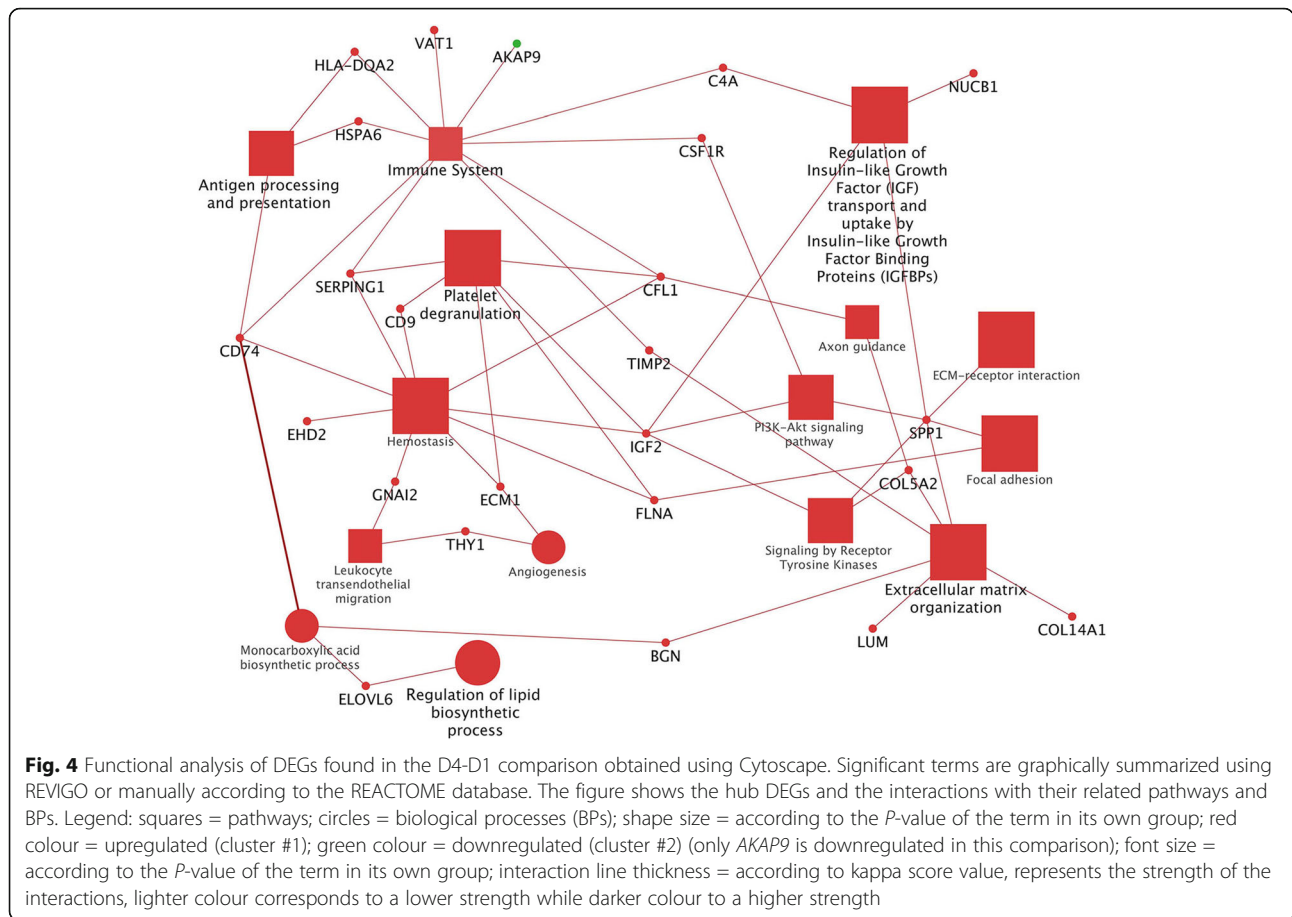 VAT1
AKAP9
HLA-DQA2
C4A
NUCB1
HSPA6
CSF1R
Immune System
Antigen processing
and presentation
Regulation of
Insulin-like Growth
Factor (IGF)
transport and
uptake by
Insulin-like Growth
Factor Binding
Proteins (IGFBPs)
SERPING1
Platelet
degranulation
CFL1
CD9
CD74
TIMP2
Axon guidance
ECM-receptor interaction
EHD2
Hemostasis
IGF2
PI3K-Akt signaling
pathway
SPP1
GNAI2
ECM1
FLNA
COL5A2
Focal adhesion
THY1
Leukocyte
transendothelial
migration
Angiogenesis
Signaling by Receptor
Tyrosine Kinases
Extracellular matrix
organization
Monocarboxylic acid
biosynthetic process
BGN
LUM
COL14A1
ELOVL6
Regulation of lipid
biosynthetic
process
Fig. 4 Functional analysis of DEGs found in the D4-D1 comparison obtained using Cytoscape. Significant terms are graphically summarized using
REVIGO or manually according to the REACTOME database. The figure shows the hub DEGs and the interactions with their related pathways and
BPs. Legend: squares = pathways; circles = biological processes (BPs); shape size = according to the P-value of the term in its own group; red
colour = upregulated (cluster #1); green colour = downregulated (cluster #2) (only AKAP9 is downregulated in this comparison); font size =
according to the P-value of the term in its own group; interaction line thickness = according to kappa score value, represents the strength of the
interactions, lighter colour corresponds to a lower strength while darker colour to a higher strength